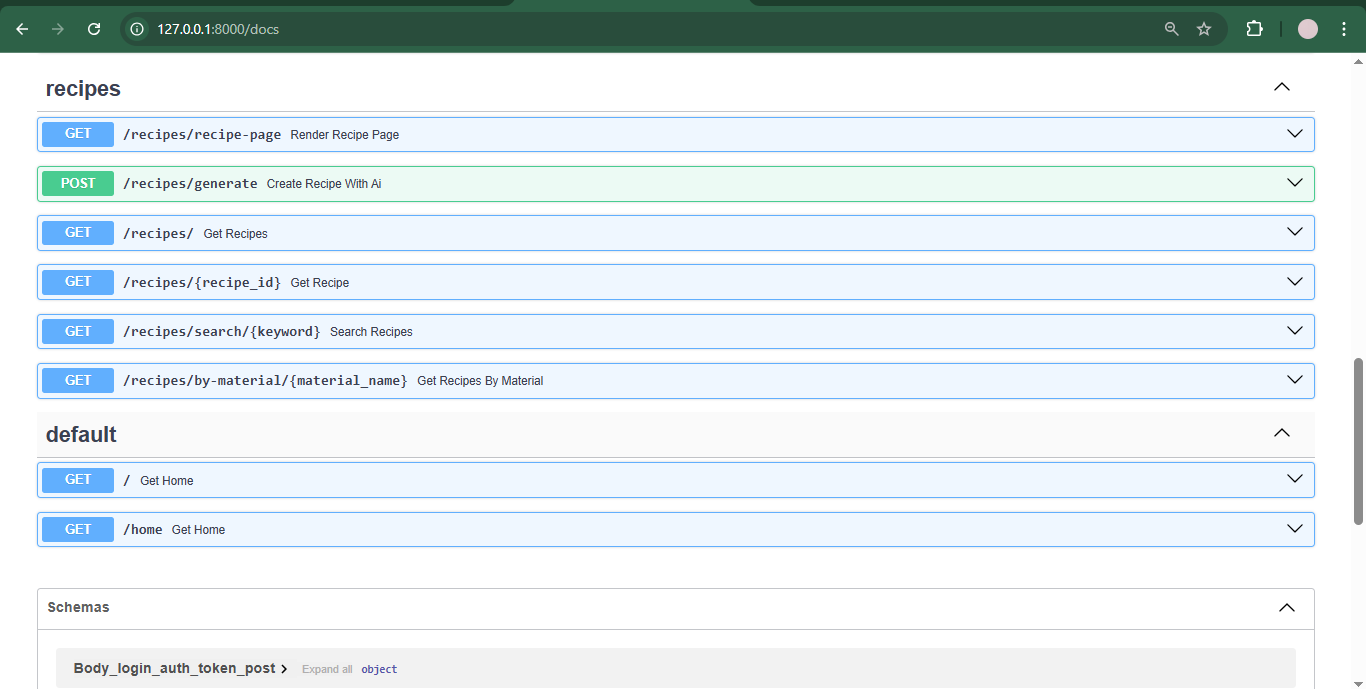 127.0.0.1:8000/docs
recipes
GET /recipes/recipe-page Render Recipe Page
POST /recipes/generate Create Recipe With Ai
GET /recipes/ Get Recipes
GET /recipes/{recipe_id} Get Recipe
GET /recipes/search/{keyword} Search Recipes
GET /recipes/by-material/{material_name} Get Recipes By Material
default
GET / Get Home
GET /home Get Home
Schemas
Body_login_auth_token_post Expand all object